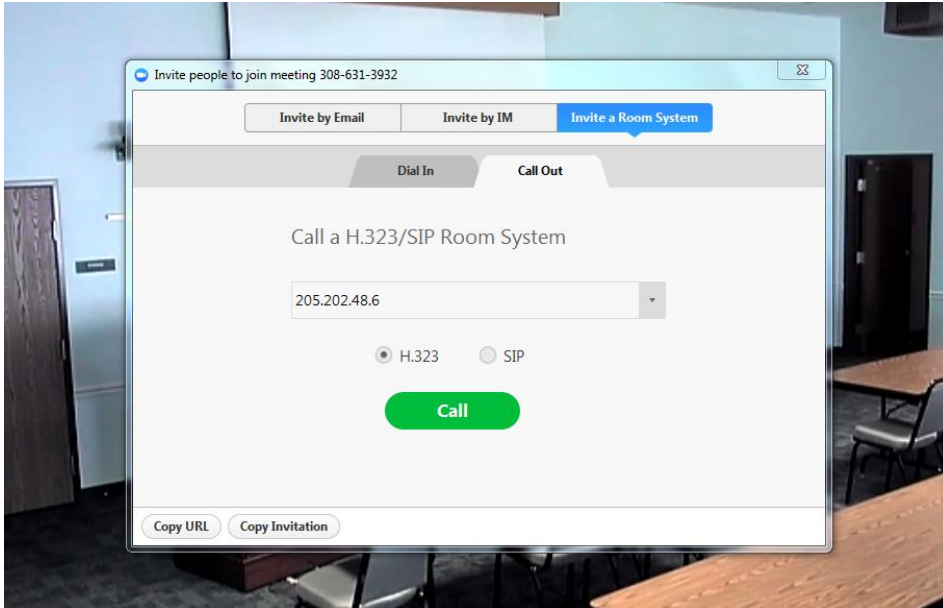 Invite people to join meeting 308-631-3932
Invite by Email Invite by IM Invite a Room System
Dial In Call Out
Call a H.323/SIP Room System
205.202.48.6
H.323 SIP
Call
Copy URL Copy Invitation